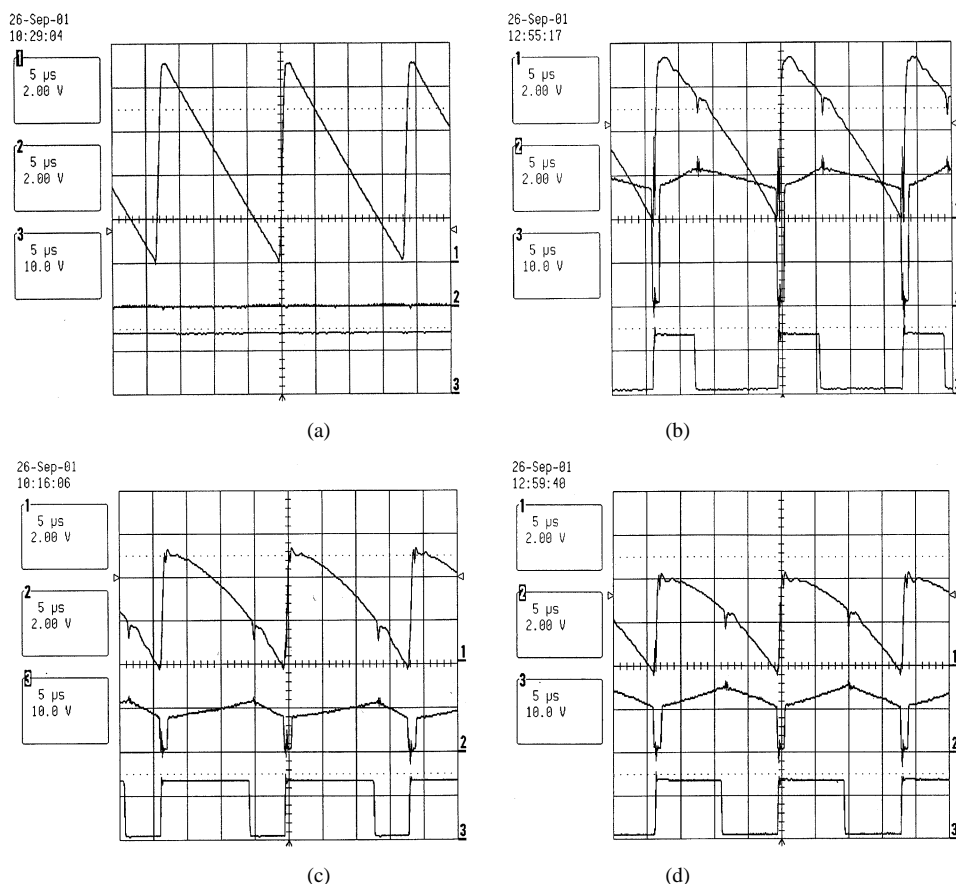 26-Sep-01
10:29:04
1
5 µs
2.00 V
2
5 µs
2.00 V
3
5 µs
10.0 V
1
2
3
(a)
26-Sep-01
12:55:17
1
5 µs
2.00 V
2
5 µs
2.00 V
3
5 µs
10.0 V
(b)
26-Sep-01
10:16:06
1
5 µs
2.00 V
2
5 µs
2.00 V
3
5 µs
10.0 V
1
2
3
(c)
26-Sep-01
12:59:40
1
5 µs
2.00 V
2
5 µs
2.00 V
3
5 µs
10.0 V
1
2
3
(d)